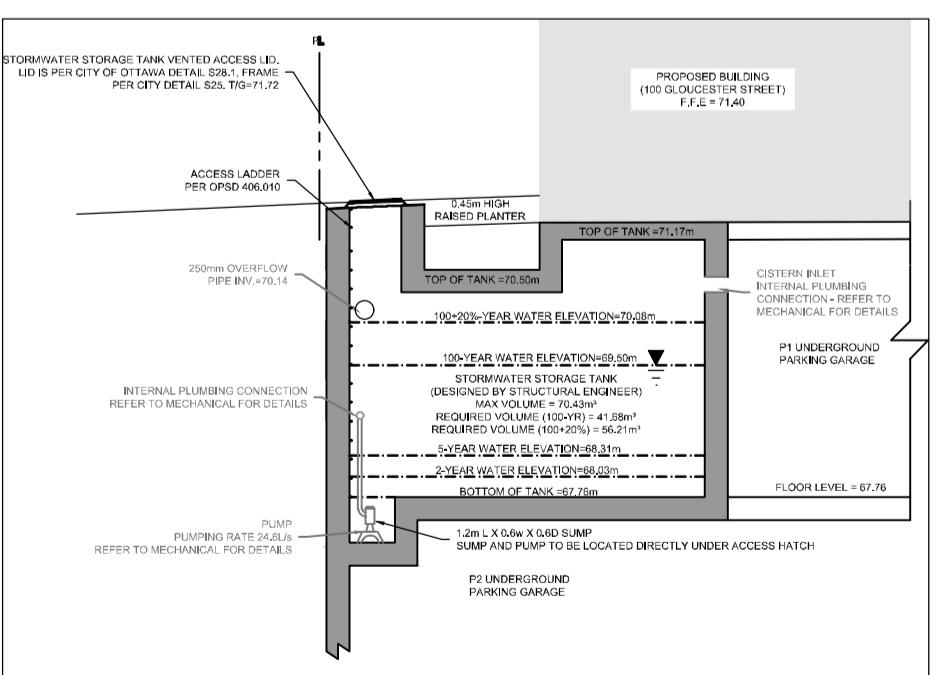 PL
STORMWATER STORAGE TANK VENTED ACCESS LID.
LID IS PER CITY OF OTTAWA DETAIL S28.1, FRAME
PER CITY DETAIL S25. T/G=71.72
PROPOSED BUILDING
(100 GLOUCESTER STREET)
F.F.E = 71.40
ACCESS LADDER
PER OPSD 406.010
0.45m HIGH
RAISED PLANTER
TOP OF TANK =71.17m
250mm OVERFLOW
PIPE INV.=70.14
TOP OF TANK =70.50m
CISTERN INLET
INTERNAL PLUMBING
CONNECTION - REFER TO
MECHANICAL FOR DETAILS
100+20%-YEAR WATER ELEVATION=70.08m
P1 UNDERGROUND
PARKING GARAGE
100-YEAR WATER ELEVATION=69.50m
STORMWATER STORAGE TANK
(DESIGNED BY STRUCTURAL ENGINEER)
MAX VOLUME = 70.43m³
REQUIRED VOLUME (100-YR) = 41.68m³
REQUIRED VOLUME (100+20%) = 56.21m³
INTERNAL PLUMBING CONNECTION
REFER TO MECHANICAL FOR DETAILS
5-YEAR WATER ELEVATION=68.31m
2-YEAR WATER ELEVATION=68.03m
BOTTOM OF TANK =67.76m
FLOOR LEVEL = 67.76
PUMP
PUMPING RATE 24.6L/s
REFER TO MECHANICAL FOR DETAILS
1.2m L X 0.6w X 0.6D SUMP
SUMP AND PUMP TO BE LOCATED DIRECTLY UNDER ACCESS HATCH
P2 UNDERGROUND
PARKING GARAGE